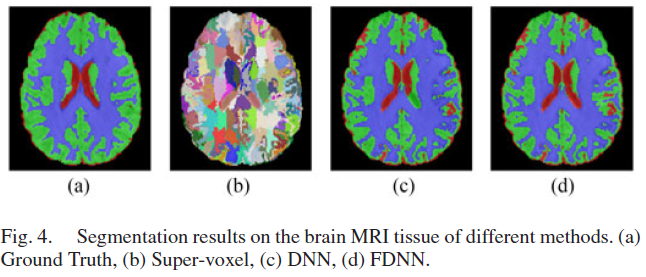 (a) (b) (c) (d)
Fig. 4. Segmentation results on the brain MRI tissue of different methods. (a)
Ground Truth, (b) Super-voxel, (c) DNN, (d) FDNN.